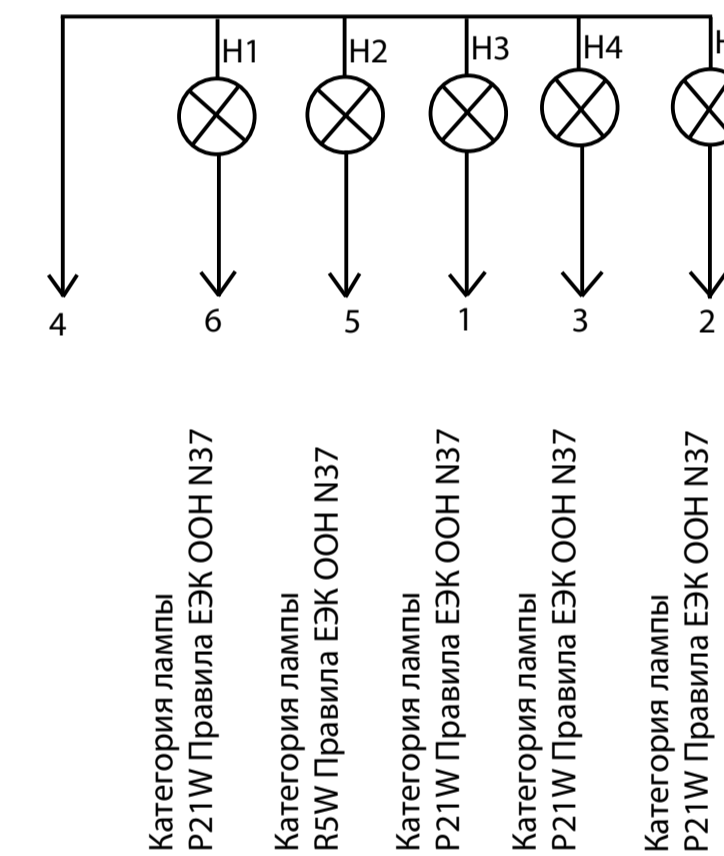 H1
H2
H3
H4
4
6
5
1
3
2
Категория лампы
P21W Правила ЕЭК ООН N37
Категория лампы
R5W Правила ЕЭК ООН N37
Категория лампы
P21W Правила ЕЭК ООН N37
Категория лампы
P21W Правила ЕЭК ООН N37
Категория лампы
P21W Правила ЕЭК ООН N37